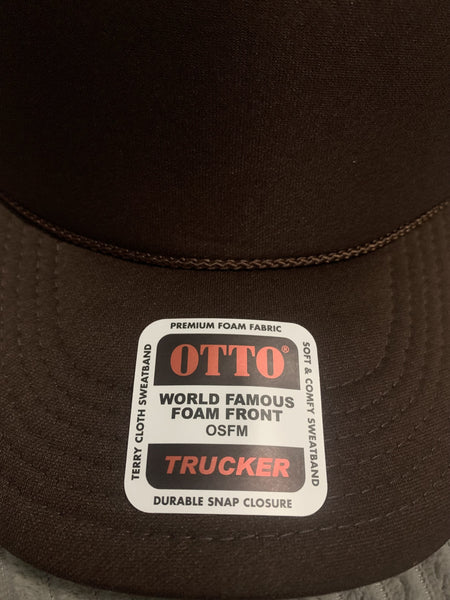 PREMIUM FOAM FABRIC
OTTO®
WORLD FAMOUS
FOAM FRONT
OSFM
TRUCKER
DURABLE SNAP CLOSURE
TERRY CLOTH SWEATBAND
SOFT & COMFY SWEATBAND